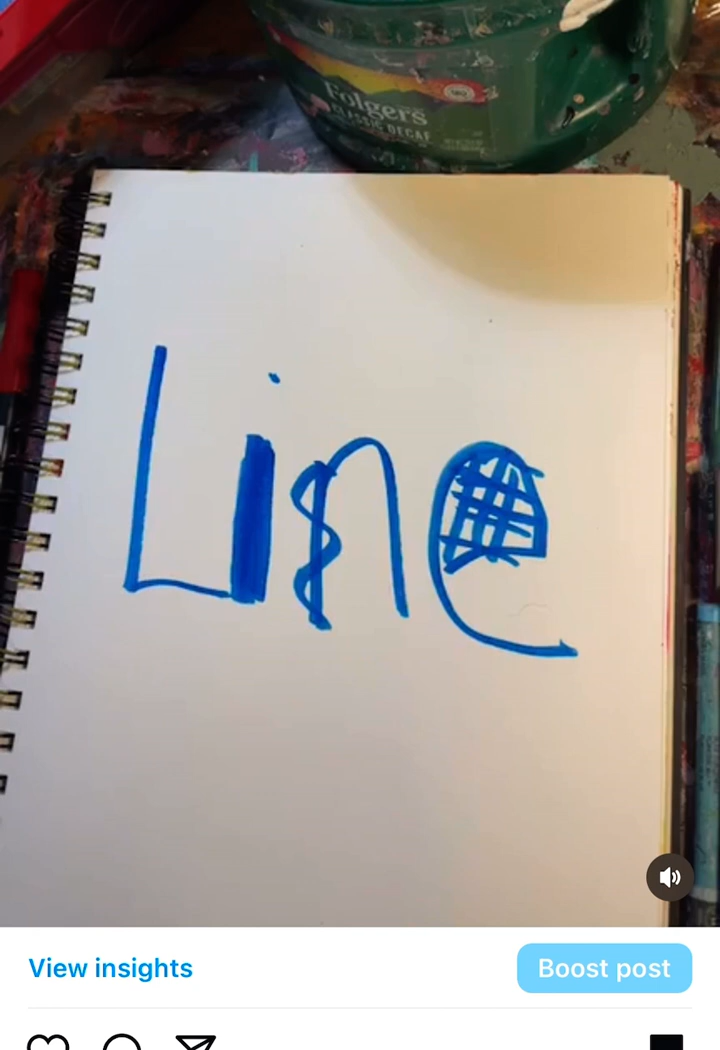 Folgers
CLASSIC DECAF
Line
View insights
Boost post